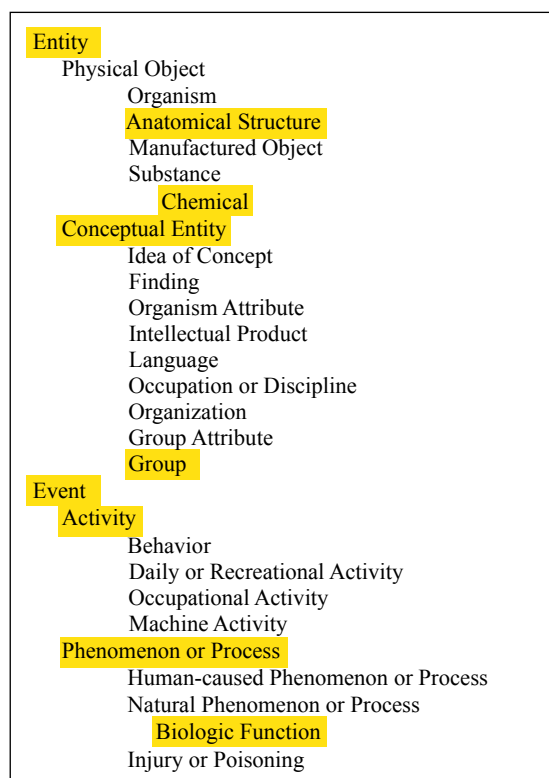 Entity
Physical Object
Organism
Anatomical Structure
Manufactured Object
Substance
Chemical
Conceptual Entity
Idea of Concept
Finding
Organism Attribute
Intellectual Product
Language
Occupation or Discipline
Organization
Group Attribute
Group
Event
Activity
Behavior
Daily or Recreational Activity
Occupational Activity
Machine Activity
Phenomenon or Process
Human-caused Phenomenon or Process
Natural Phenomenon or Process
Biologic Function
Injury or Poisoning